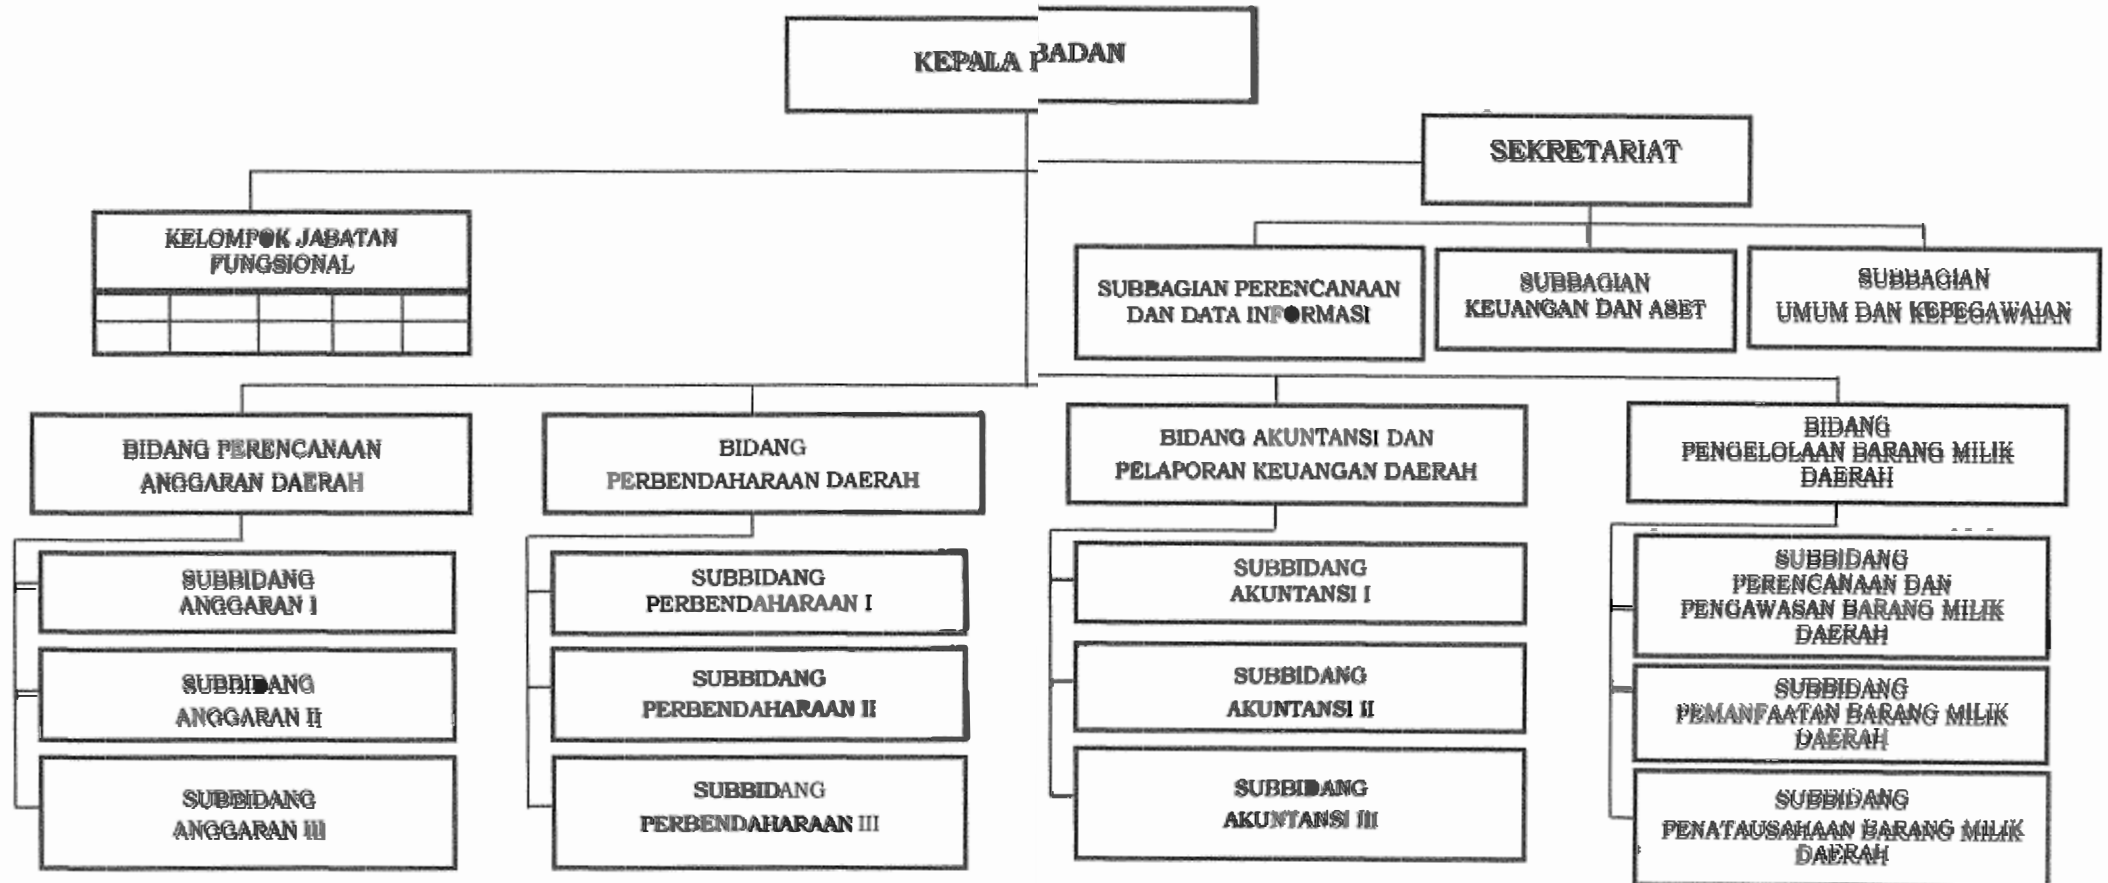 KEPALA BADAN
SEKRETARIAT
KELOMPOK JABATAN
FUNGSIONAL
SUBBAGIAN PERENCANAAN
DAN DATA INFORMASI
SUBBAGIAN
KEUANGAN DAN ASET
SUBBAGIAN
UMUM DAN KEPEGAWAIAN
BIDANG PERENCANAAN
ANGGARAN DAERAH
BIDANG
PERBENDAHARAAN DAERAH
BIDANG AKUNTANSI DAN
PELAPORAN KEUANGAN DAERAH
BIDANG
PENGELOLAAN BARANG MILIK
DAERAH
SUBBIDANG
ANGGARAN I
SUBBIDANG
ANGGARAN II
SUBBIDANG
ANGGARAN III
SUBBIDANG
PERBENDAHARAAN I
SUBBIDANG
PERBENDAHARAAN II
SUBBIDANG
PERBENDAHARAAN III
SUBBIDANG
AKUNTANSI I
SUBBIDANG
AKUNTANSI II
SUBBIDANG
AKUNTANSI III
SUBBIDANG
PERENCANAAN DAN
PENGAWASAN BARANG MILIK
DAERAH
SUBBIDANG
PEMANFAATAN BARANG MILIK
DAERAH
SUBBIDANG
PENATAUSAHAAN BARANG MILIK
DAERAH